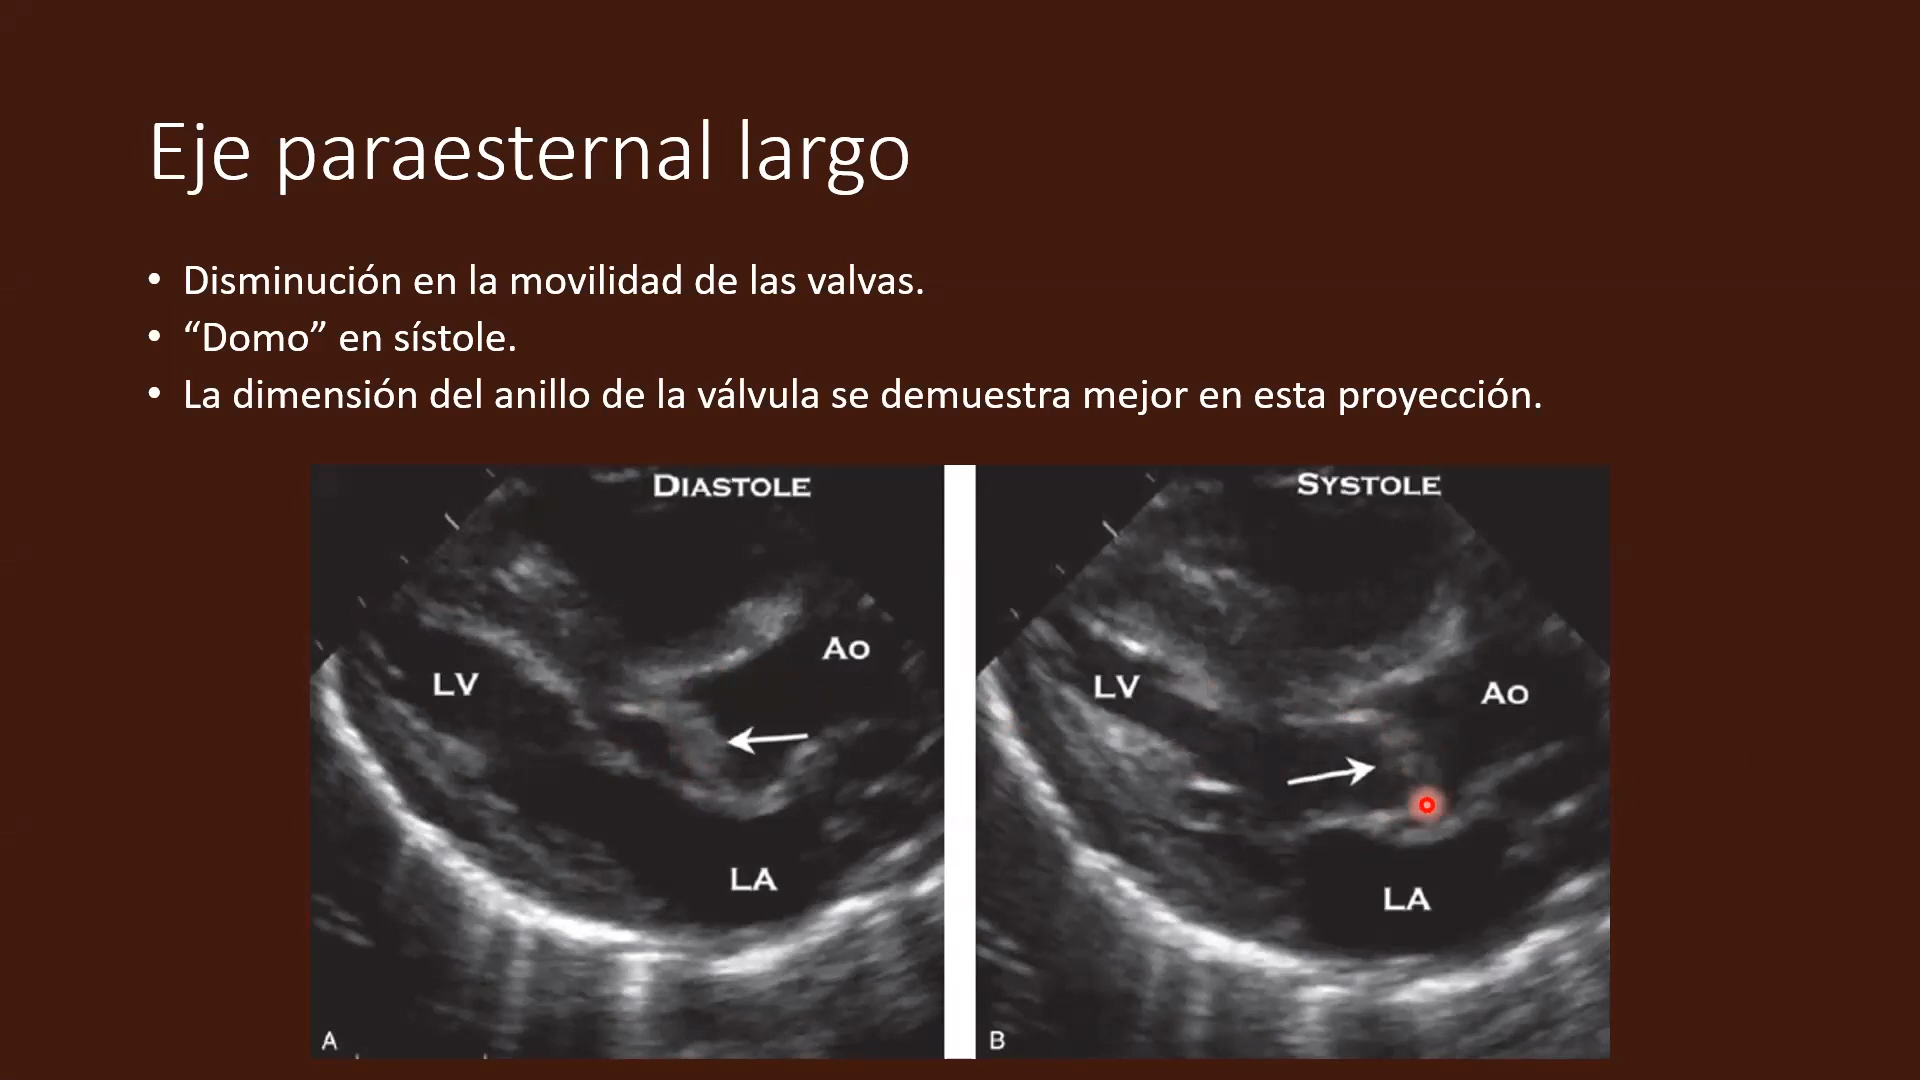 Eje paraesternal largo
• Disminución en la movilidad de las valvas.
• “Domo” en sístole.
• La dimensión del anillo de la válvula se demuestra mejor en esta proyección.
DIASTOLE
LV
Ao
LA
A
SYSTOLE
LV
Ao
LA
B